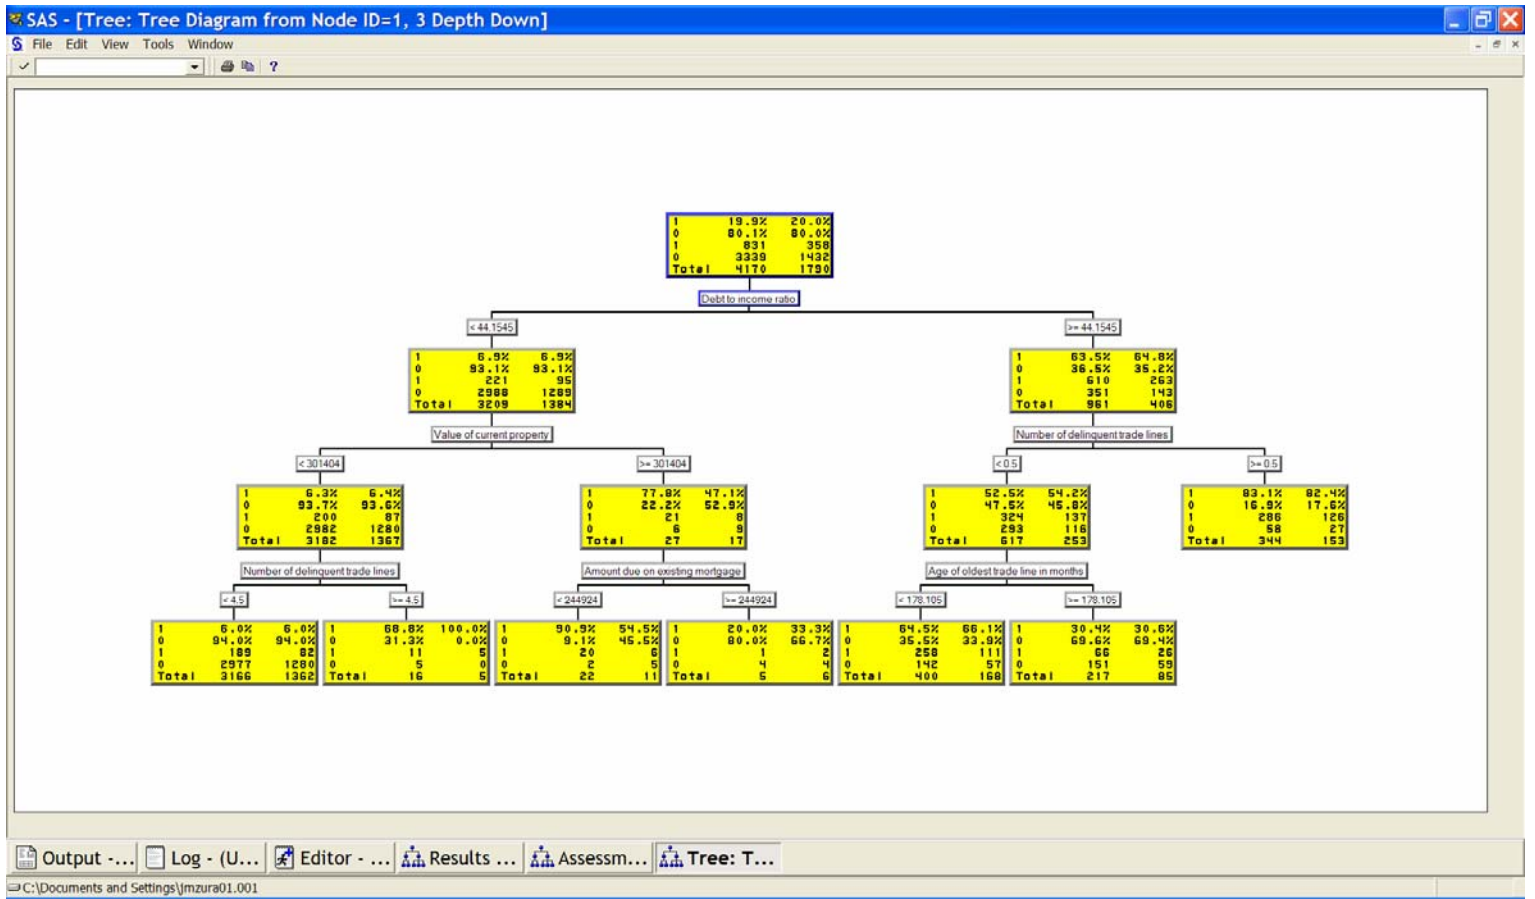 SAS - [Tree: Tree Diagram from Node ID=1, 3 Depth Down]
File Edit View Tools Window
?
1 19.9% 20.0%
0 80.1% 80.0%
1 831 358
0 3339 1432
Total 4170 1790
Debt to income ratio
< 44.1545
>= 44.1545
1 6.9% 6.9%
0 93.1% 93.1%
1 221 95
0 2988 1289
Total 3209 1384
1 63.5% 64.8%
0 36.5% 35.2%
1 610 263
0 351 143
Total 961 406
Value of current property
Number of delinquent trade lines
< 301404
>= 301404
< 0.5
>= 0.5
1 6.3% 6.4%
0 93.7% 93.6%
1 200 87
0 2982 1280
Total 3182 1367
1 77.8% 47.1%
0 22.2% 52.9%
1 21 8
0 6 9
Total 27 17
1 52.5% 54.2%
0 47.5% 45.8%
1 324 137
0 293 116
Total 617 253
1 83.1% 82.4%
0 16.9% 17.6%
1 286 126
0 58 27
Total 344 153
Number of delinquent trade lines
Amount due on existing mortgage
Age of oldest trade line in months
< 4.5
>= 4.5
< 244924
>= 244924
< 178.105
>= 178.105
1 6.0% 6.0%
0 94.0% 94.0%
1 189 82
0 2977 1280
Total 3166 1362
1 68.8% 100.0%
0 31.3% 0.0%
1 11 5
0 5 0
Total 16 5
1 90.9% 54.5%
0 9.1% 45.5%
1 20 6
0 2 5
Total 22 11
1 20.0% 33.3%
0 80.0% 66.7%
1 1 2
0 4 4
Total 5 6
1 64.5% 66.1%
0 35.5% 33.9%
1 258 111
0 142 57
Total 400 168
1 30.4% 30.6%
0 69.6% 69.4%
1 66 26
0 151 59
Total 217 85
Output -... Log - (U... Editor - ... Results ... Assessm... Tree: T...
C:\Documents and Settings\jmzura01.001